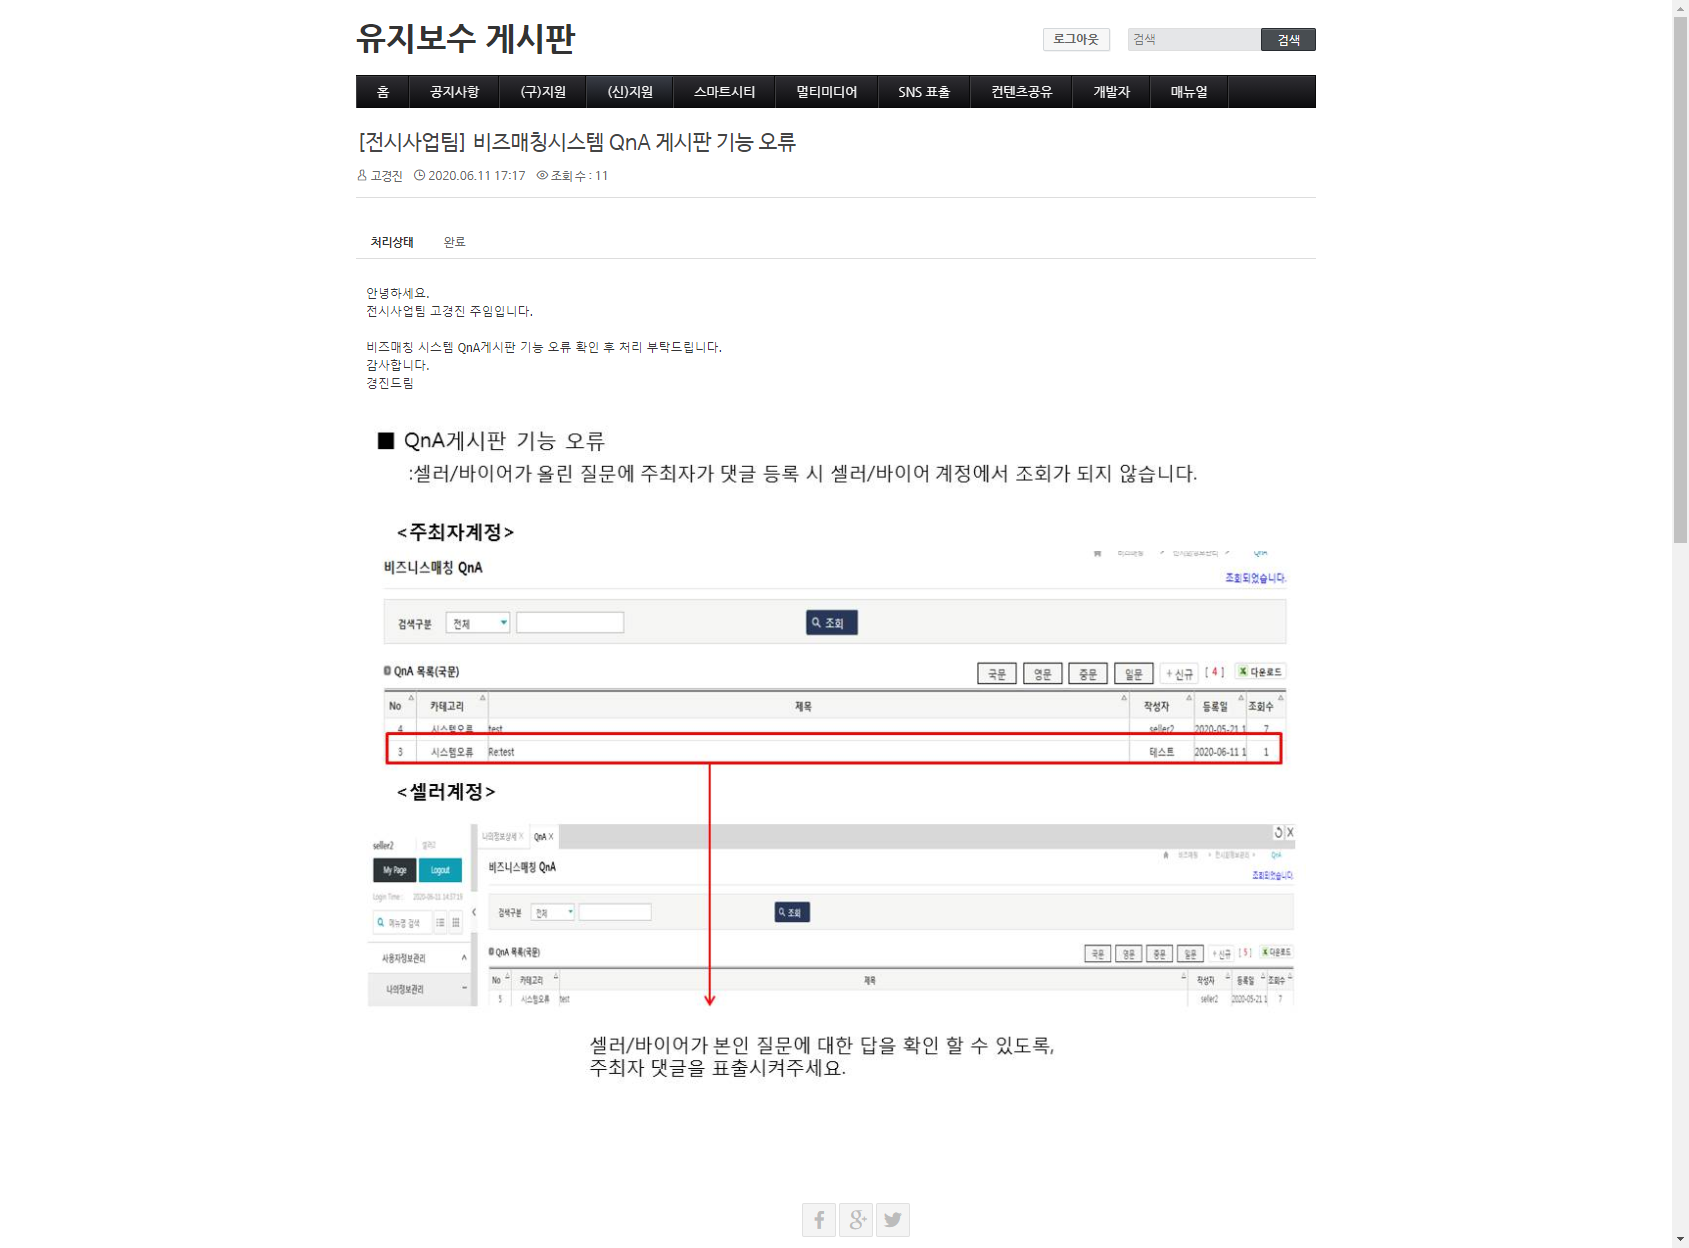 유지보수 게시판
로그아웃
검색
검색
홈 공지사항 (구)지원 (신)지원 스마트시티 멀티미디어 SNS 표출 컨텐츠공유 개발자 매뉴얼
[전시사업팀] 비즈매칭시스템 QnA 게시판 기능 오류
고경진 2020.06.11 17:17 조회 수 : 11
처리상태 완료
안녕하세요.
전시사업팀 고경진 주임입니다.
비즈매칭 시스템 QnA게시판 기능 오류 확인 후 처리 부탁드립니다.
감사합니다.
경진드림
■ QnA게시판 기능 오류
:셀러/바이어가 올린 질문에 주최자가 댓글 등록 시 셀러/바이어 계정에서 조회가 되지 않습니다.
<주최자계정>
QnA
비즈니스매칭 QnA
조회되었습니다.
검색구분 전체 조회
QnA 목록(국문) 국문 영문 중문 일문 +신규 [ 4 ] 다운로드
No 카테고리 제목 작성자 등록일 조회수
4 시스템오류 test seller2 2020-05-21 1 7
3 시스템오류 Re:test 테스트 2020-06-11 1 1
<셀러계정>
나의정보상세 X QnA X
seller2 셀러2
비즈매칭 전시회정보관리 QnA
My Page Logout 비즈니스매칭 QnA
조회되었습니다.
Login Time : 2020-06-11 14:37:19
메뉴명 검색 검색구분 전체 조회
사용자정보관리
QnA 목록(국문) 국문 영문 중문 일문 +신규 [ 5 ] 다운로드
나의정보관리
No 카테고리 제목 작성자 등록일 조회수
5 시스템오류 test seller2 2020-05-21 1 7
셀러/바이어가 본인 질문에 대한 답을 확인 할 수 있도록,
주최자 댓글을 표출시켜주세요.